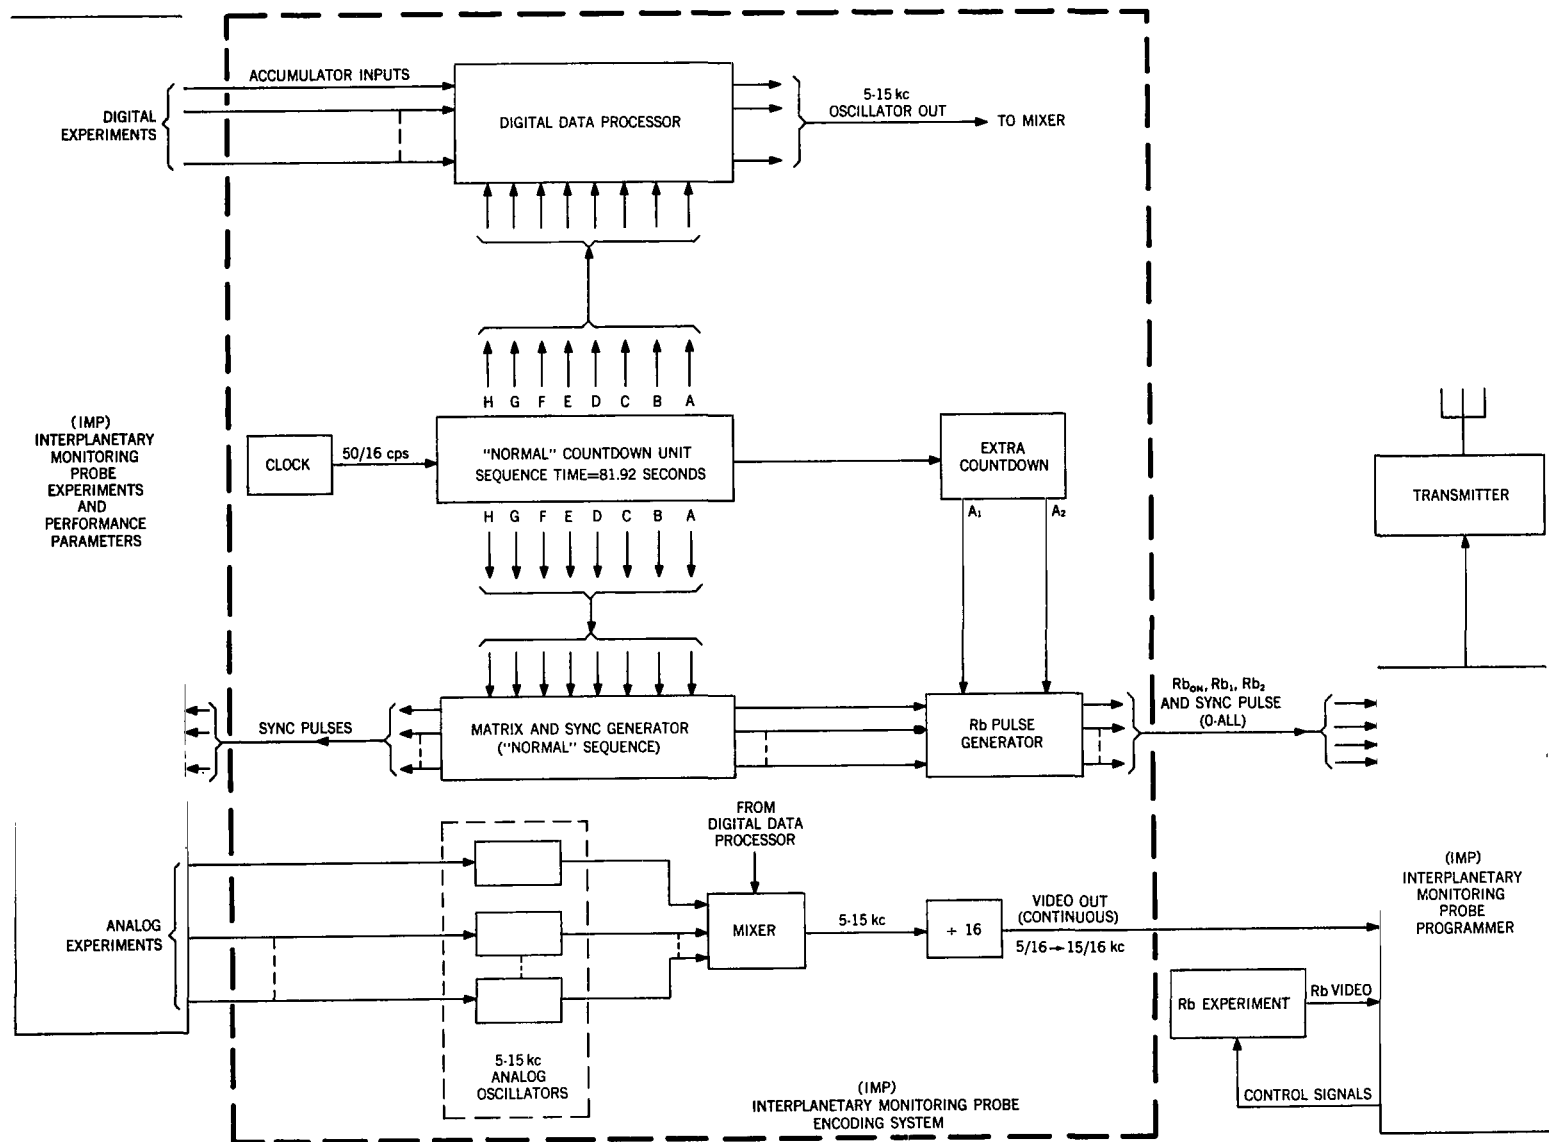 ACCUMULATOR INPUTS
DIGITAL
EXPERIMENTS
DIGITAL DATA PROCESSOR
5-15 kc
OSCILLATOR OUT
TO MIXER
H G F E D C B A
(IMP)
INTERPLANETARY
MONITORING
PROBE
EXPERIMENTS
AND
PERFORMANCE
PARAMETERS
CLOCK
50/16 cps
"NORMAL" COUNTDOWN UNIT
SEQUENCE TIME=81.92 SECONDS
EXTRA
COUNTDOWN
TRANSMITTER
H G F E D C B A
A₁
A₂
SYNC PULSES
MATRIX AND SYNC GENERATOR
("NORMAL" SEQUENCE)
Rb PULSE
GENERATOR
Rb_ON, Rb₁, Rb₂
AND SYNC PULSE
(0-ALL)
FROM
DIGITAL DATA
PROCESSOR
ANALOG
EXPERIMENTS
MIXER
5-15 kc
÷ 16
VIDEO OUT
(CONTINUOUS)
5/16→15/16 kc
(IMP)
INTERPLANETARY
MONITORING
PROBE
PROGRAMMER
Rb EXPERIMENT
Rb VIDEO
CONTROL SIGNALS
5-15 kc
ANALOG
OSCILLATORS
(IMP)
INTERPLANETARY MONITORING PROBE
ENCODING SYSTEM